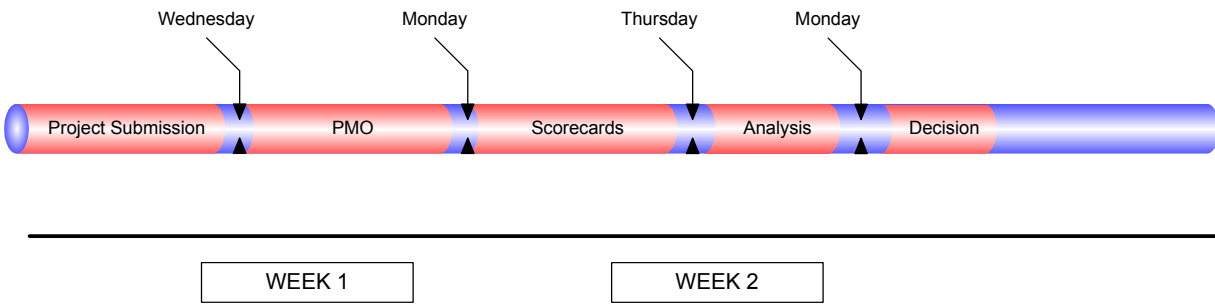 Wednesday Monday Thursday Monday
Project Submission PMO Scorecards Analysis Decision
WEEK 1 WEEK 2